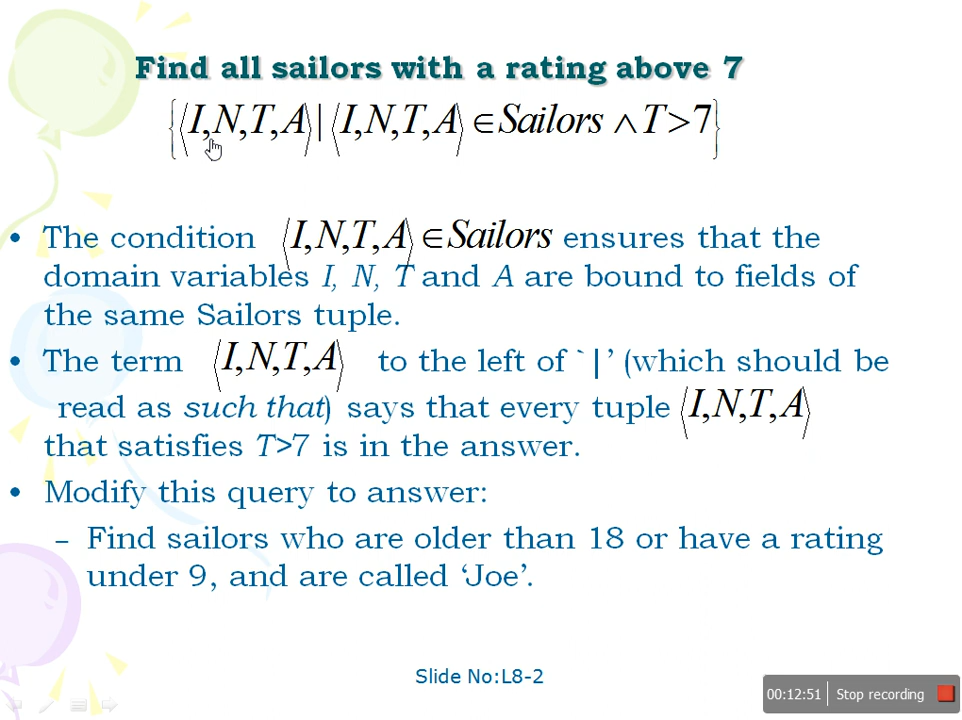 Find all sailors with a rating above 7
{⟨I,N,T,A⟩ | ⟨I,N,T,A⟩ ∈ Sailors ∧ T > 7}
• The condition ⟨I,N,T,A⟩ ∈ Sailors ensures that the
domain variables I, N, T and A are bound to fields of
the same Sailors tuple.
• The term ⟨I,N,T,A⟩ to the left of `|’ (which should be
read as such that) says that every tuple ⟨I,N,T,A⟩
that satisfies T>7 is in the answer.
• Modify this query to answer:
– Find sailors who are older than 18 or have a rating
under 9, and are called ‘Joe’.
Slide No:L8-2
00:12:51 Stop recording